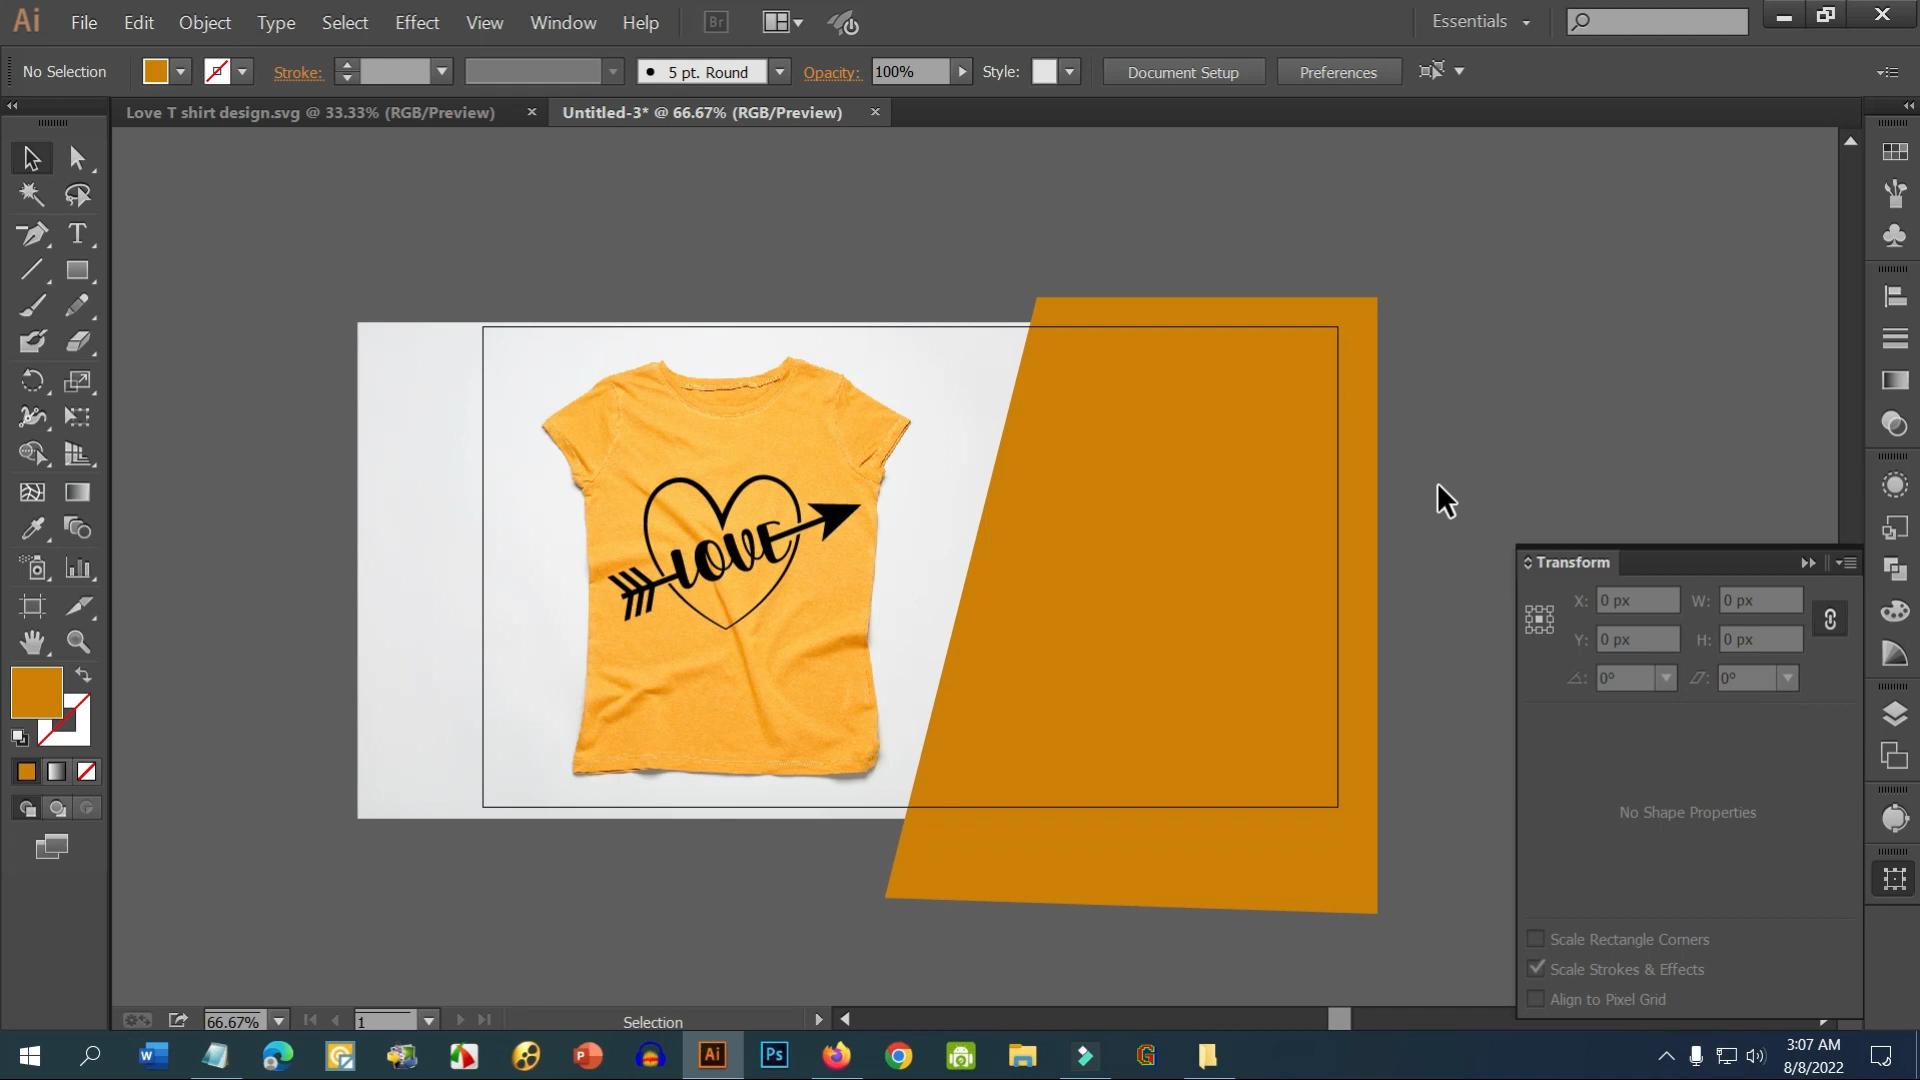 Ai File Edit Object Type Select Effect View Window Help Br Essentials
No Selection Stroke: 5 pt. Round Opacity: 100% Style: Document Setup Preferences
Love T shirt design.svg @ 33.33% (RGB/Preview) × Untitled-3* @ 66.67% (RGB/Preview) ×
T
LOVE
Transform
X: 0 px W: 0 px
Y: 0 px H: 0 px
0° 0°
No Shape Properties
Scale Rectangle Corners
Scale Strokes & Effects
Align to Pixel Grid
66.67% 1 Selection
W P Ai Ps G
3:07 AM
8/8/2022